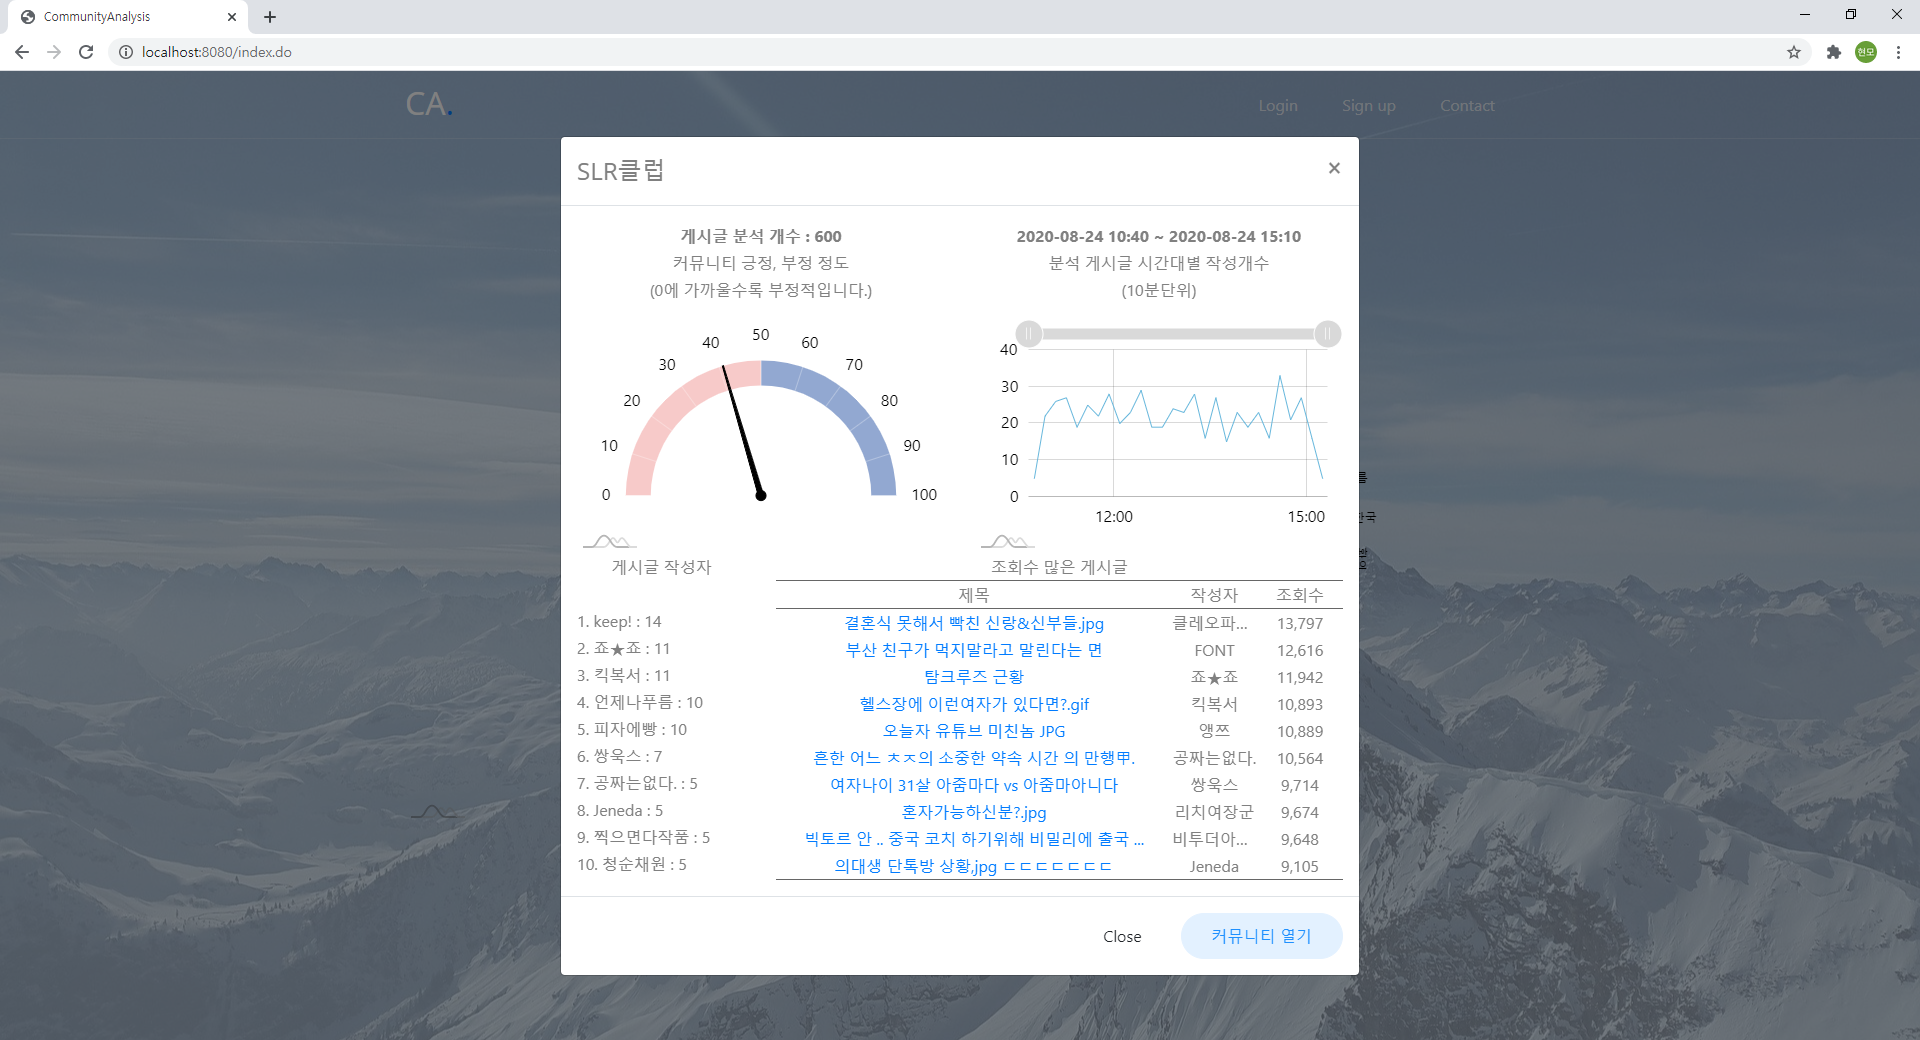 CommunityAnalysis
localhost:8080/index.do
현모
CA.
Login Sign up Contact
SLR클럽
×
게시글 분석 개수 : 600
커뮤니티 긍정, 부정 정도
(0에 가까울수록 부정적입니다.)
2020-08-24 10:40 ~ 2020-08-24 15:10
분석 게시글 시간대별 작성개수
(10분단위)
0
10
20
30
40
50
60
70
80
90
100
40
30
20
10
0
12:00 15:00
를
한국
게시글 작성자
1. keep! : 14
2. 죠★죠 : 11
3. 킥복서 : 11
4. 언제나푸름 : 10
5. 피자에빵 : 10
6. 쌍욱스 : 7
7. 공짜는없다. : 5
8. Jeneda : 5
9. 찍으면다작품 : 5
10. 청순채원 : 5
조회수 많은 게시글
제목 작성자 조회수
결혼식 못해서 빡친 신랑&신부들.jpg 클레오파... 13,797
부산 친구가 먹지말라고 말린다는 면 FONT 12,616
탐크루즈 근황 죠★죠 11,942
헬스장에 이런여자가 있다면?.gif 킥복서 10,893
오늘자 유튜브 미친놈 JPG 앵쯔 10,889
흔한 어느 ㅊㅈ의 소중한 약속 시간 의 만행甲. 공짜는없다. 10,564
여자나이 31살 아줌마다 vs 아줌마아니다 쌍욱스 9,714
혼자가능하신분?.jpg 리치여장군 9,674
빅토르 안 .. 중국 코치 하기위해 비밀리에 출국 ... 비투더아... 9,648
의대생 단톡방 상황,jpg ㄷㄷㄷㄷㄷㄷㄷ Jeneda 9,105
Close 커뮤니티 열기